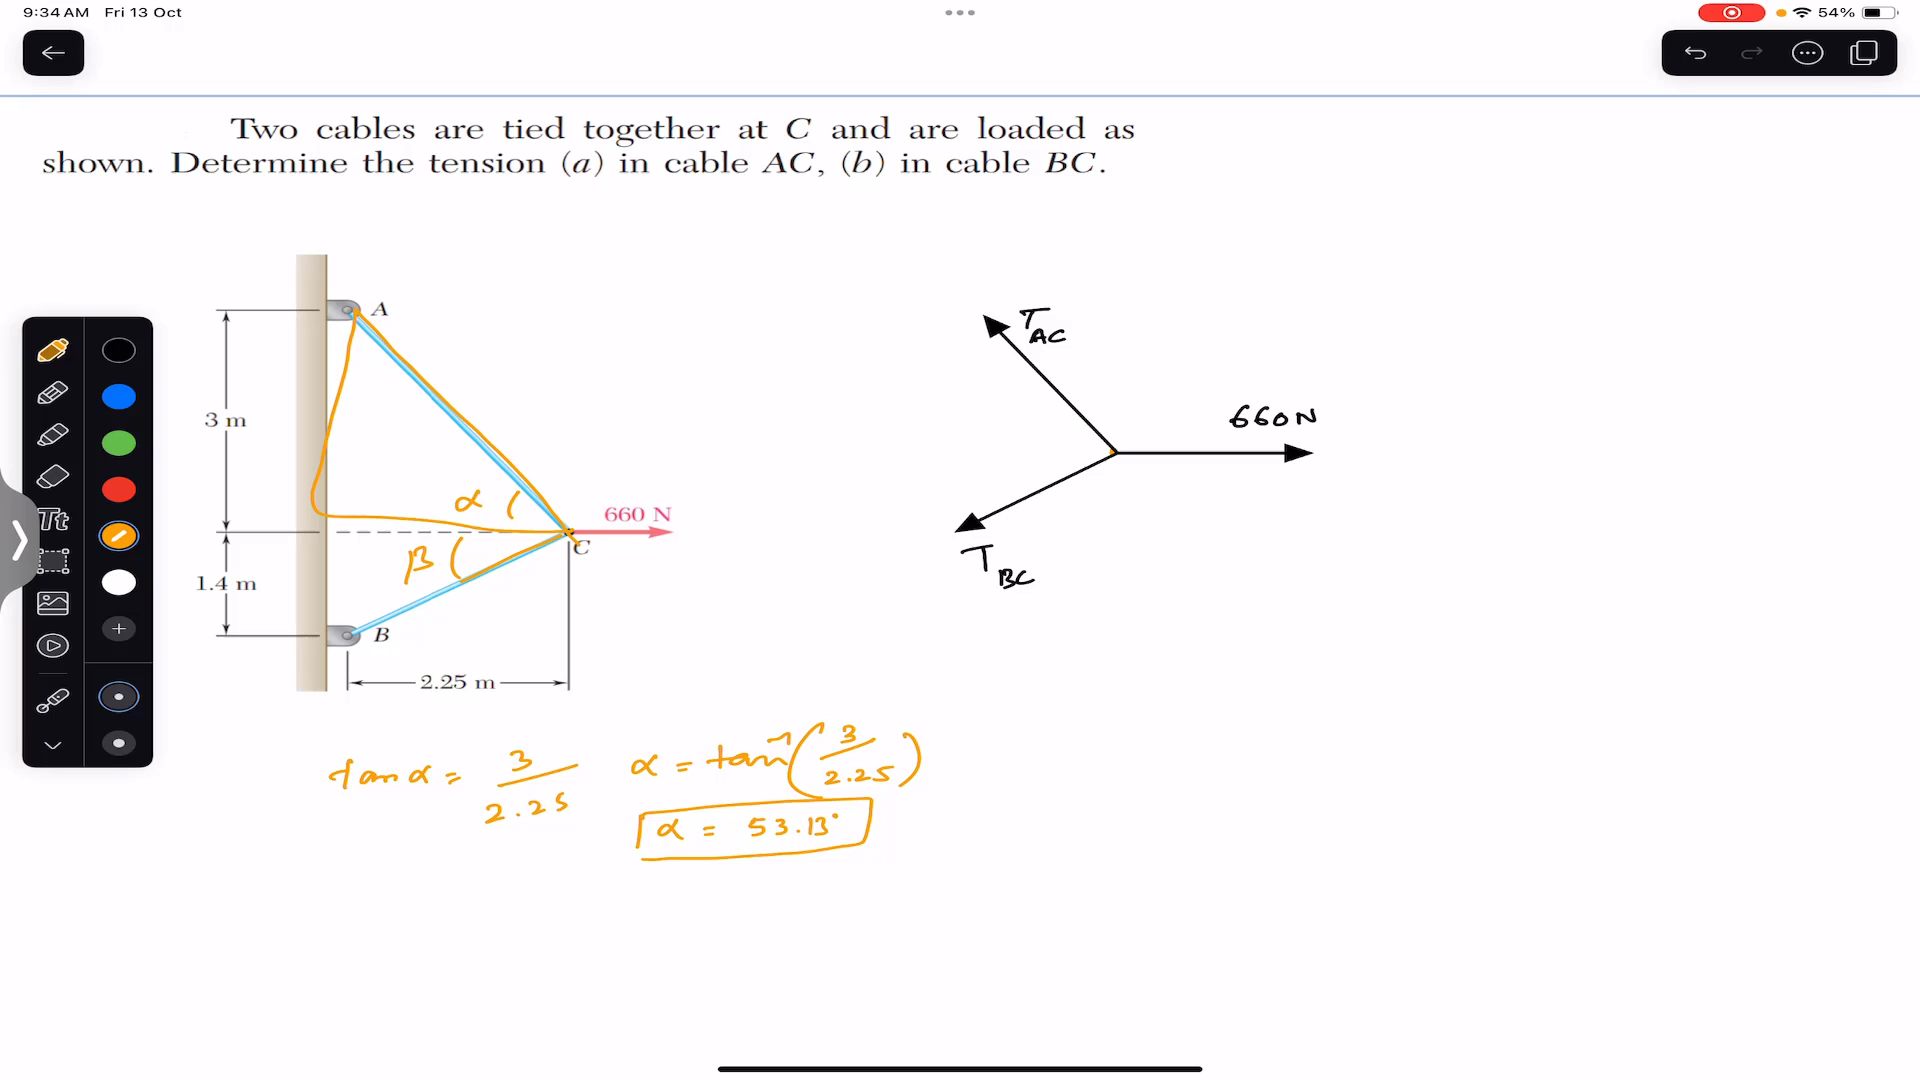 9:34 AM Fri 13 Oct
54%
Two cables are tied together at C and are loaded as
shown. Determine the tension (a) in cable AC, (b) in cable BC.
A
T_AC
660N
3 m
α
660 N
Tt
β
C
1.4 m
T_BC
B
2.25 m
tan α = 3/2.25
α = tan⁻¹(3/2.25)
α = 53.13°